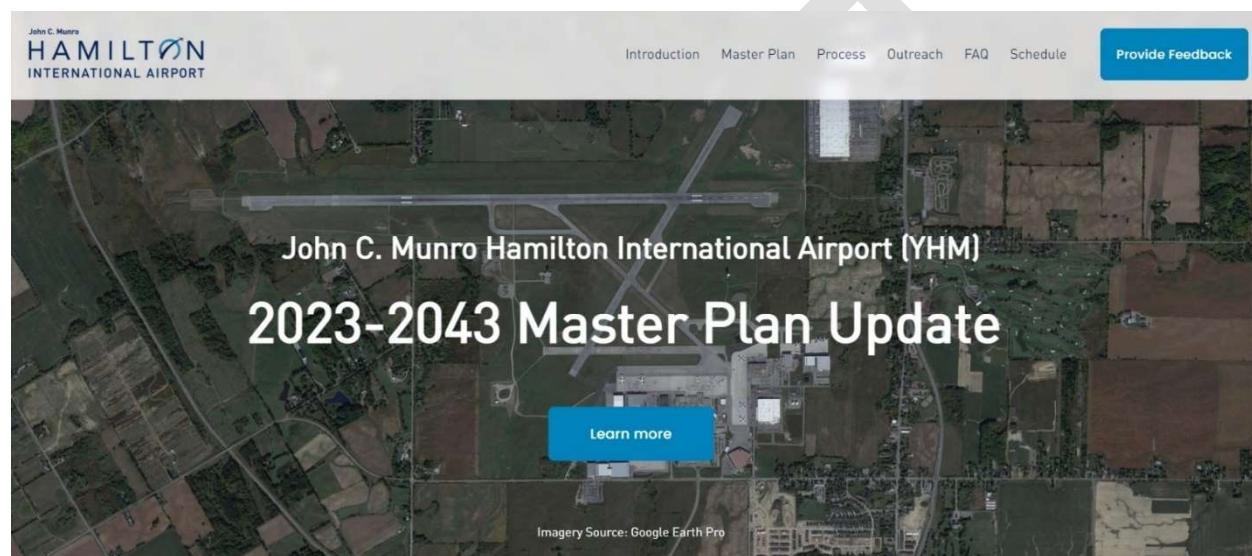 John C. Munro
HAMILTON
INTERNATIONAL AIRPORT
Introduction Master Plan Process Outreach FAQ Schedule Provide Feedback
John C. Munro Hamilton International Airport (YHM)
2023-2043 Master Plan Update
Learn more
Imagery Source: Google Earth Pro